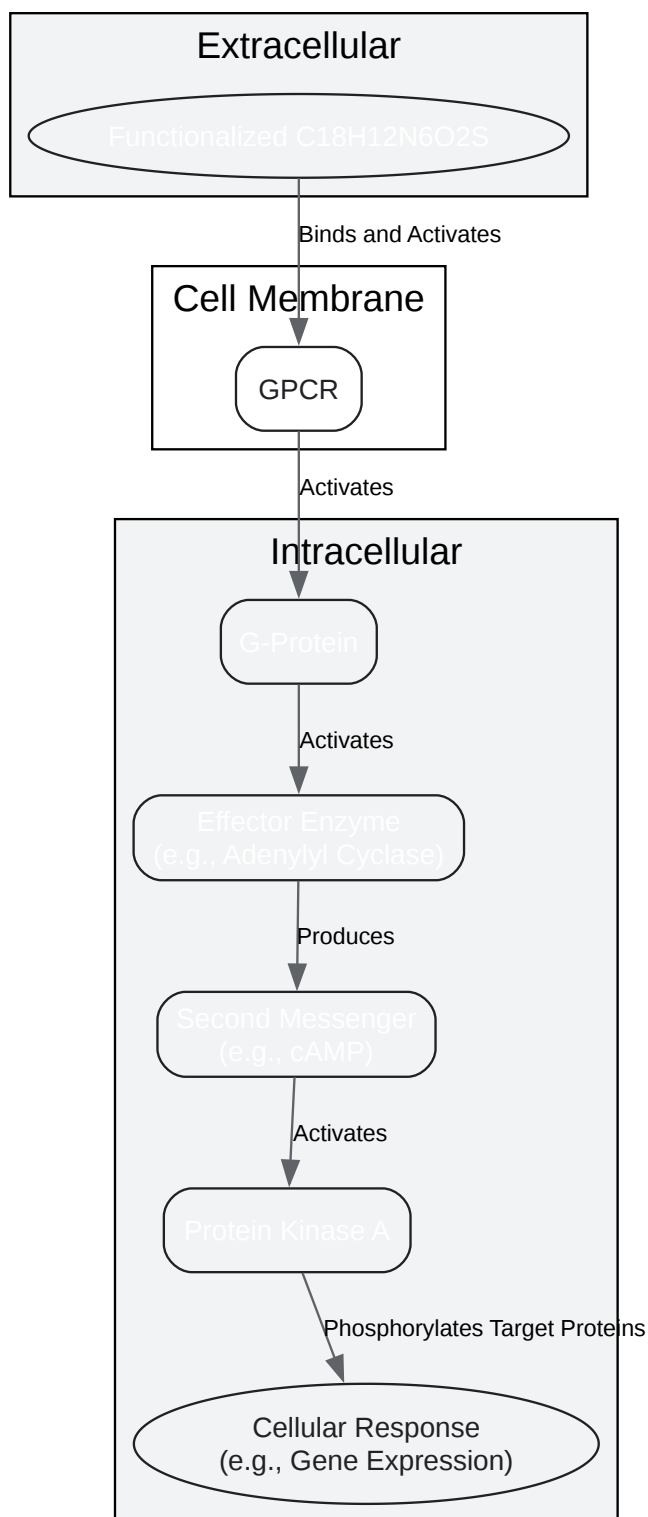 Extracellular
Functionalized C18H12N6O2S
Binds and Activates
Cell Membrane
GPCR
Activates
Intracellular
G-Protein
Activates
Effector Enzyme
(e.g., Adenylyl Cyclase)
Produces
Second Messenger
(e.g., cAMP)
Activates
Protein Kinase A
Phosphorylates Target Proteins
Cellular Response
(e.g., Gene Expression)